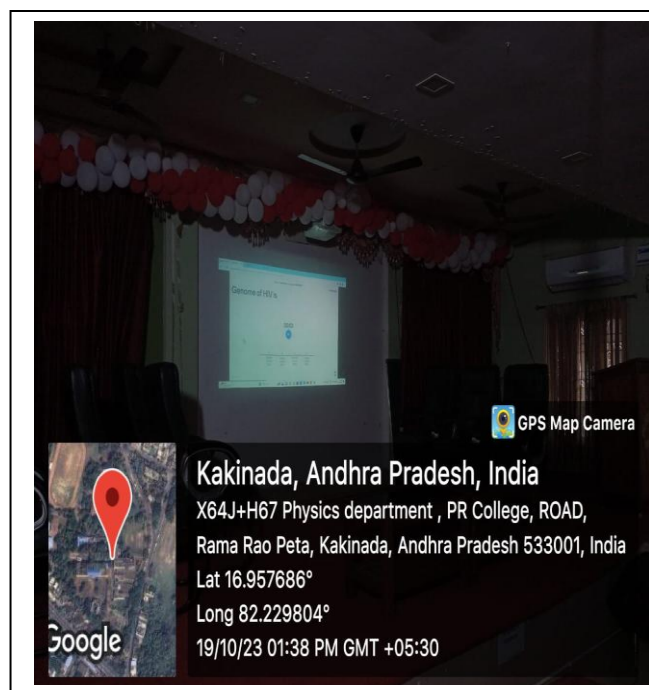 Genome of HIV is
GPS Map Camera
Kakinada, Andhra Pradesh, India
X64J+H67 Physics department , PR College, ROAD,
Rama Rao Peta, Kakinada, Andhra Pradesh 533001, India
Lat 16.957686°
Long 82.229804°
19/10/23 01:38 PM GMT +05:30
Google